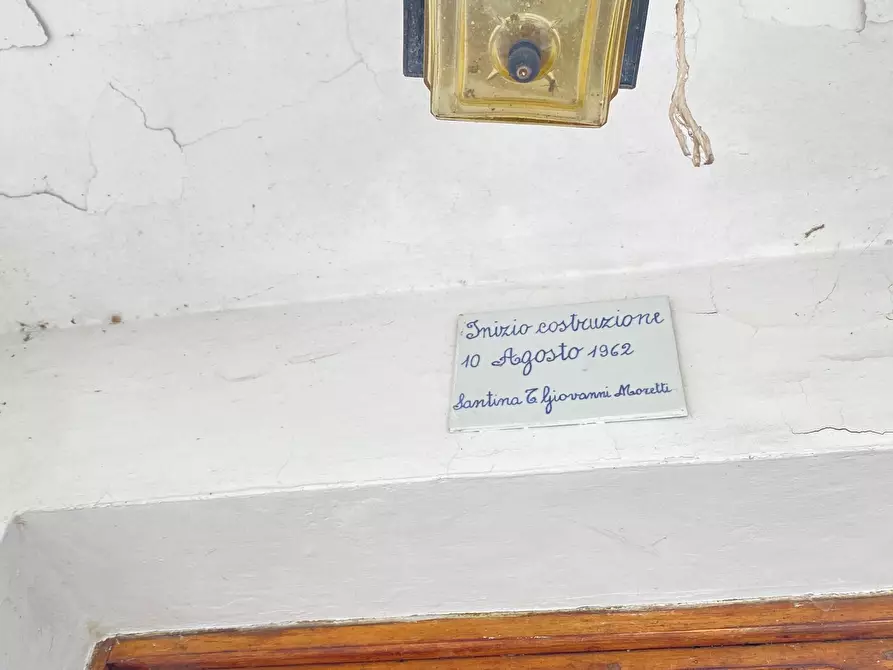 Inizio costruzione
10 Agosto 1962
Santina E Giovanni Moretti